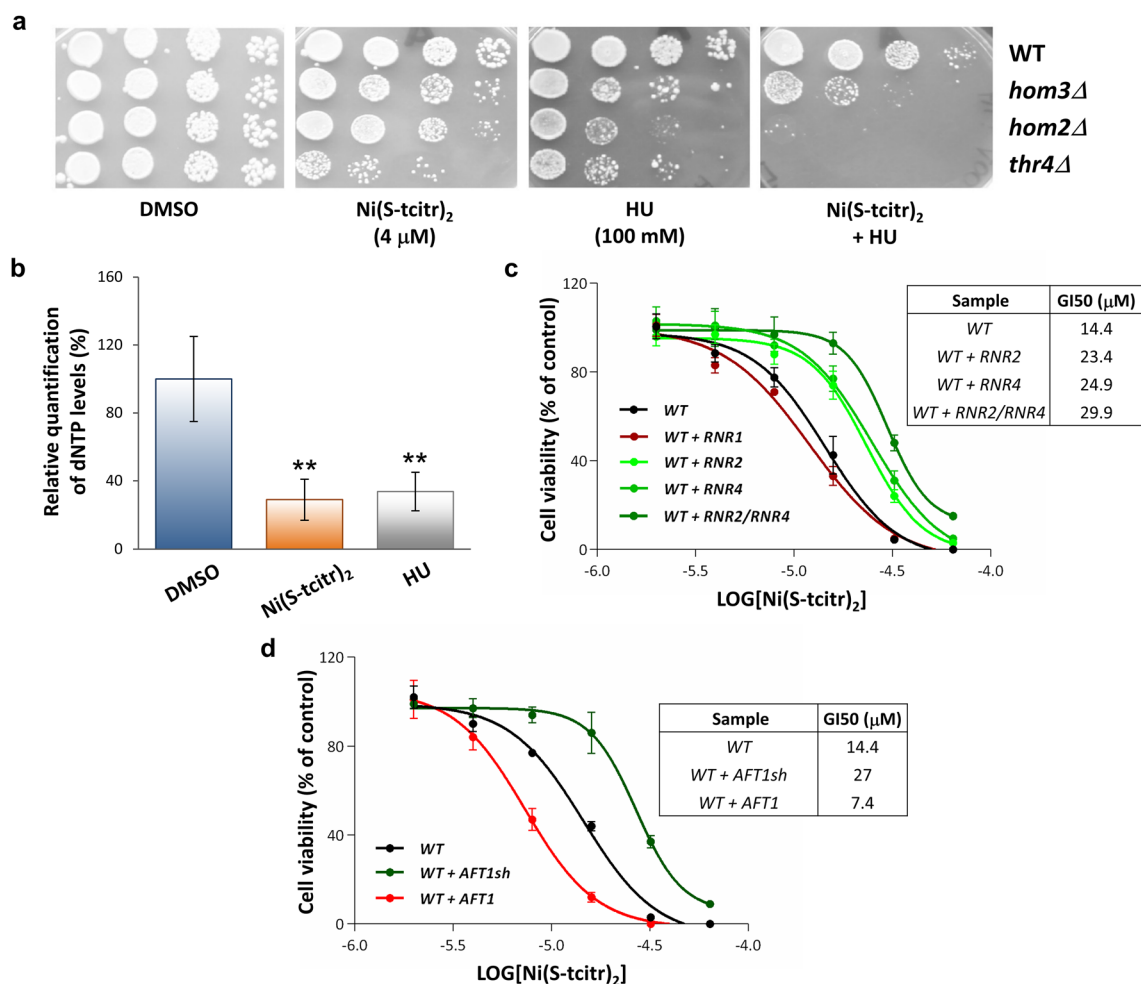 a
WT
hom3Δ
hom2Δ
thr4Δ
DMSO
Ni(S-tcitr)2
(4 μM)
HU
(100 mM)
Ni(S-tcitr)2
+ HU
b
Relative quantification
of dNTP levels (%)
160
120
80
40
0
**
**
DMSO
Ni(S-tcitr)2
HU
c
Cell viability (% of control)
120
80
40
0
WT
WT + RNR1
WT + RNR2
WT + RNR4
WT + RNR2/RNR4
-6.0
-5.5
-5.0
-4.5
-4.0
LOG[Ni(S-tcitr)2]
Sample GI50 (μM)
WT 14.4
WT + RNR2 23.4
WT + RNR4 24.9
WT + RNR2/RNR4 29.9
d
Cell viability (% of control)
120
80
40
0
WT
WT + AFT1sh
WT + AFT1
-6.0
-5.5
-5.0
-4.5
-4.0
LOG[Ni(S-tcitr)2]
Sample GI50 (μM)
WT 14.4
WT + AFT1sh 27
WT + AFT1 7.4